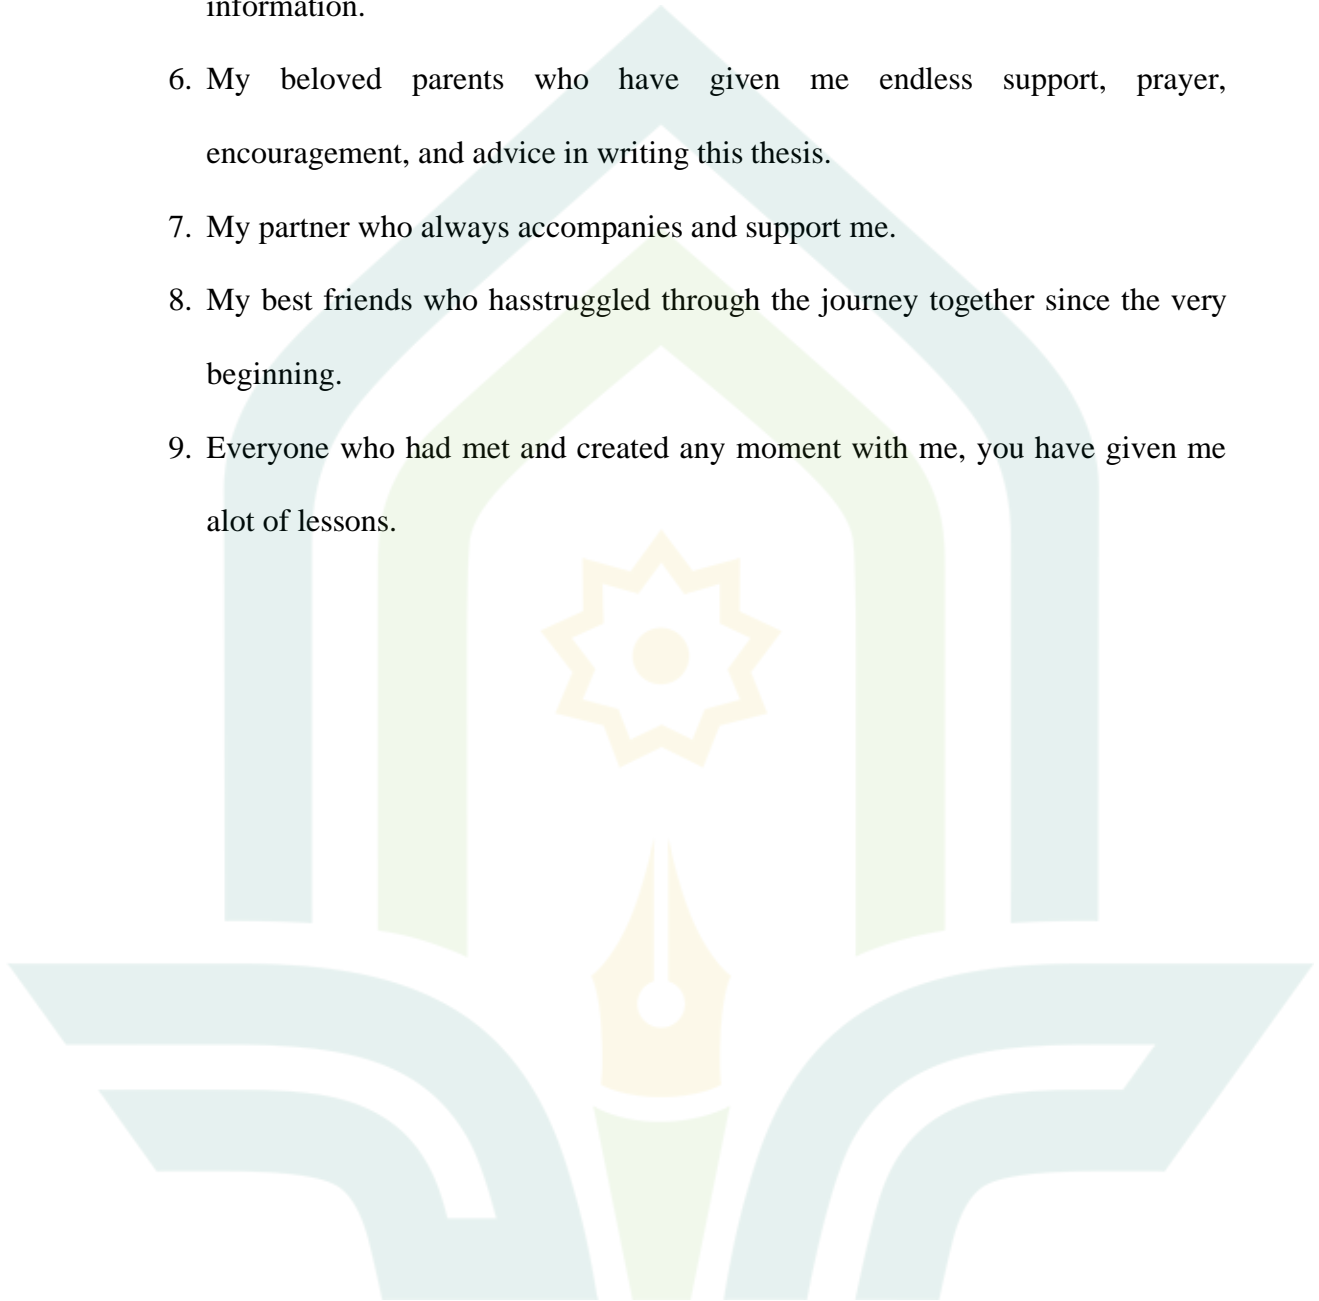 information.
6. My beloved parents who have given me endless support, prayer,
encouragement, and advice in writing this thesis.
7. My partner who always accompanies and support me.
8. My best friends who hasstruggled through the journey together since the very
beginning.
9. Everyone who had met and created any moment with me, you have given me
alot of lessons.